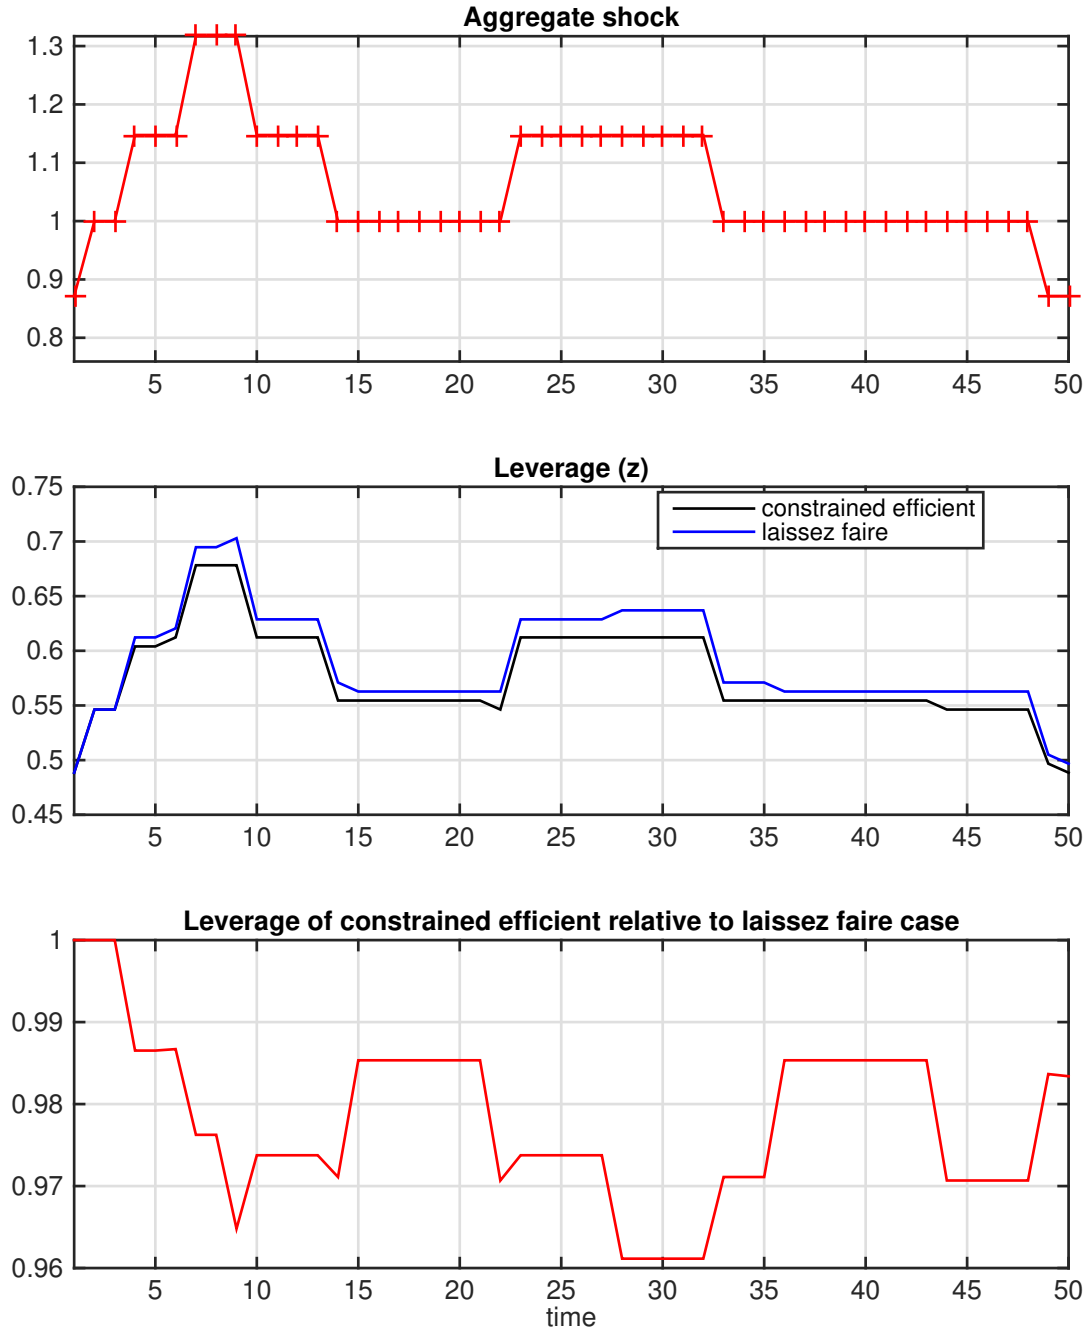 Aggregate shock
1.3
1.2
1.1
1
0.9
0.8
5 10 15 20 25 30 35 40 45 50
Leverage (z)
0.75
0.7
0.65
0.6
0.55
0.5
0.45
constrained efficient
laissez faire
5 10 15 20 25 30 35 40 45 50
Leverage of constrained efficient relative to laissez faire case
1
0.99
0.98
0.97
0.96
5 10 15 20 25 30 35 40 45 50
time